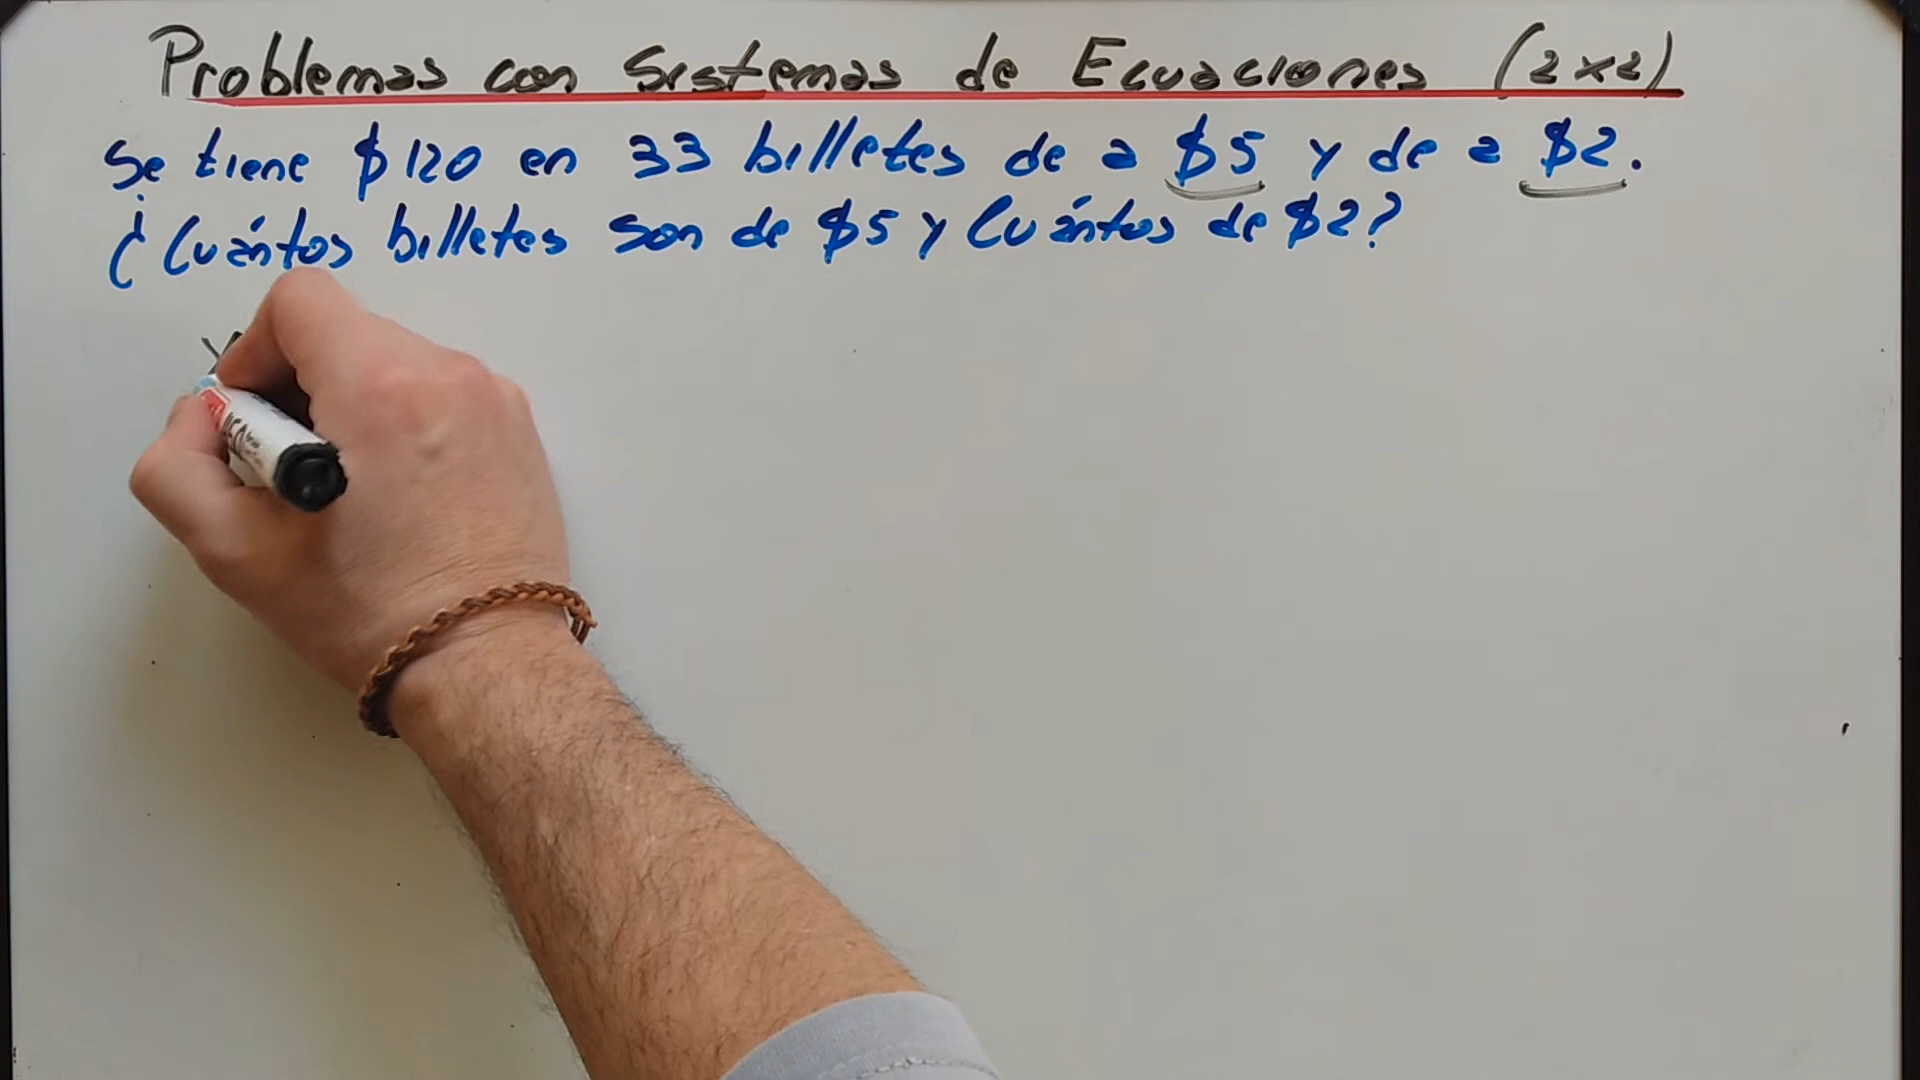 Problemas con Sistemas de Ecuaciones (2x2)
Se tiene $120 en 33 billetes de a $5 y de a $2.
¿Cuántos billetes son de $5 y Cuántos de $2?